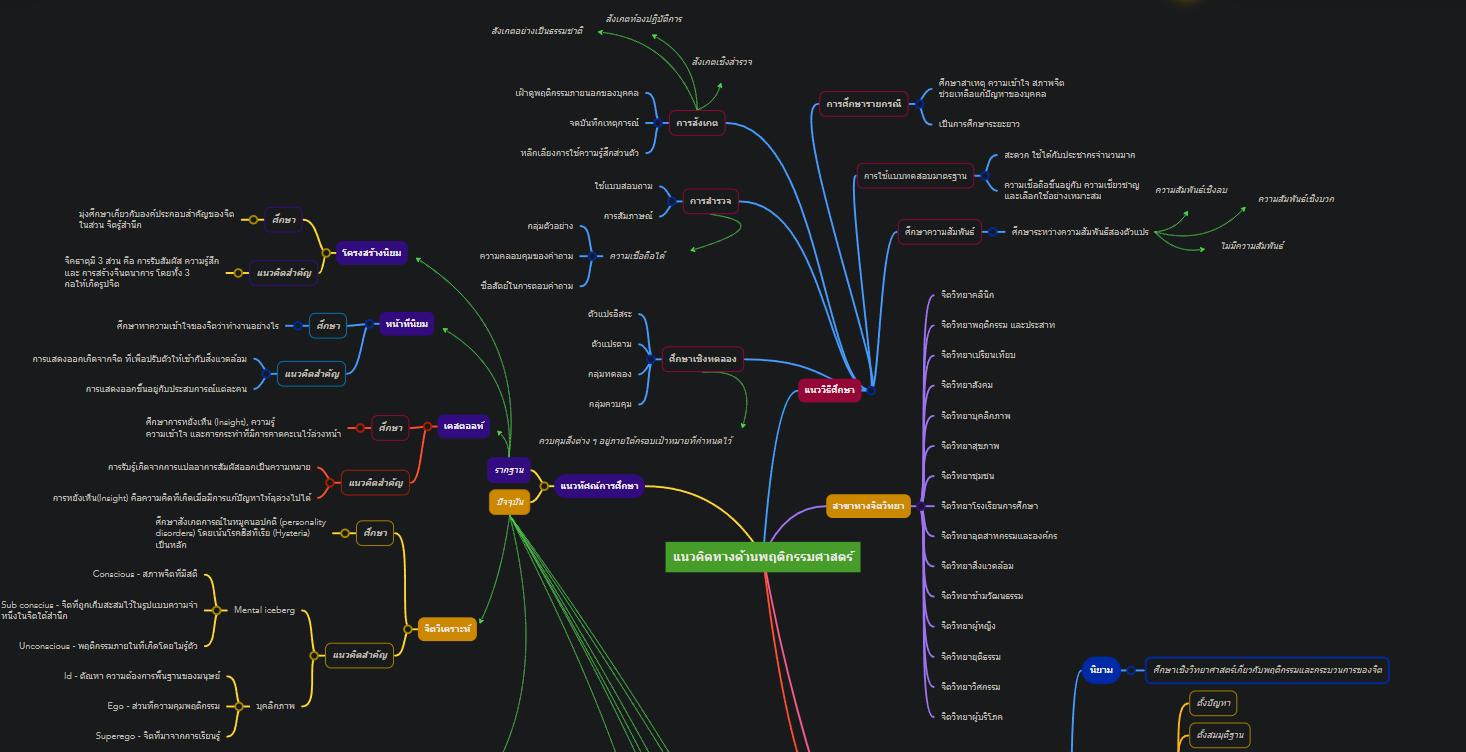 สังเกตห้องปฏิบัติการ
สังเกตอย่างเป็นธรรมชาติ
สังเกตเชิงสำรวจ
เฝ้าดูพฤติกรรมภายนอกของบุคคล
จดบันทึกเหตุการณ์
หลีกเลี่ยงการใช้ความรู้สึกส่วนตัว
การสังเกต
ใช้แบบสอบถาม
การสัมภาษณ์
การสำรวจ
กลุ่มตัวอย่าง
ความคลอบคุมของคำถาม
ซื่อสัตย์ในการตอบคำถาม
ความเชื่อถือได้
ตัวแปรอิสระ
ตัวแปรตาม
กลุ่มทดลอง
กลุ่มควบคุม
ศึกษาเชิงทดลอง
ควบคุมสิ่งต่าง ๆ อยู่ภายใต้กรอบเป้าหมายที่กำหนดไว้
การศึกษารายกรณี
ศึกษาสาเหตุ ความเข้าใจ สภาพจิต
ช่วยเหลือแก้ปัญหาของบุคคล
เป็นการศึกษาระยะยาว
การใช้แบบทดสอบมาตรฐาน
สะดวก ใช้ได้กับประชากรจำนวนมาก
ความเชื่อถือขึ้นอยู่กับ ความเชี่ยวชาญ
และเลือกใช้อย่างเหมาะสม
ศึกษาความสัมพันธ์
ศึกษาระหว่างความสัมพันธ์สองตัวแปร
ความสัมพันธ์เชิงลบ
ความสัมพันธ์เชิงบวก
ไม่มีความสัมพันธ์
แนววิธีศึกษา
มุ่งศึกษาเกี่ยวกับองค์ประกอบสำคัญของจิต
ในส่วน จิตรู้สำนึก
ศึกษา
โครงสร้างนิยม
จิตธาตุมี 3 ส่วน คือ การรับสัมผัส ความรู้สึก
และ การสร้างจินตนาการ โดยทั้ง 3
ก่อให้เกิดรูปจิต
แนวคิดสำคัญ
ศึกษาหาความเข้าใจของจิตว่าทำงานอย่างไร
ศึกษา
หน้าที่นิยม
การแสดงออกเกิดจากจิต ที่เพื่อปรับตัวให้เข้ากับสิ่งแวดล้อม
การแสดงออกขึ้นอยู่กับประสบการณ์แต่ละคน
แนวคิดสำคัญ
ศึกษาการหยั่งเห็น (Insight), ความรู้
ความเข้าใจ และการกระทำที่มีการคาดคะเนไว้ล่วงหน้า
ศึกษา
เกสตอลท์
การรับรู้เกิดจากการแปลอาการสัมผัสออกเป็นความหมาย
การหยั่งเห็น(Insight) คือความคิดที่เกิดเมื่อมีการแก้ปัญหาให้ลุล่วงไปได้
แนวคิดสำคัญ
รากฐาน
ปัจจุบัน
แนวทัศณ์การศึกษา
ศึกษาสังเกตการณ์ในหมู่คนอปกติ (personality
disorders) โดยเน้นโรคฮิสทีเรีย (Hysteria)
เป็นหลัก
ศึกษา
จิตวิเคราะห์
Conscious - สภาพจิตที่มีสติ
Sub conscius - จิตที่ถูกเก็บสะสมไว้ในรูปแบบความจำ
หนึ่งในจิตใต้สำนึก
Unconscious - พฤติกรรมภายในที่เกิดโดยไม่รู้ตัว
Mental iceberg
แนวคิดสำคัญ
Id - ตัณหา ความต้องการพื้นฐานของมนุษย์
Ego - ส่วนที่ความคุมพฤติกรรม
Superego - จิตที่มาจากการเรียนรู้
บุคลิกภาพ
แนวคิดทางด้านพฤติกรรมศาสตร์
สาขาทางจิตวิทยา
จิตวิทยาคลินิก
จิตวิทยาพฤติกรรม และประสาท
จิตวิทยาเปรียบเทียบ
จิตวิทยาสังคม
จิตวิทยาบุคลิกภาพ
จิตวิทยาสุขภาพ
จิตวิทยาชุมชน
จิตวิทยาโรงเรียนการศึกษา
จิตวิทยาอุตสาหกรรมและองค์กร
จิตวิทยาสิ่งแวดล้อม
จิตวิทยาข้ามวัฒนธรรม
จิตวิทยาผู้หญิง
จิควิทยายุติธรรม
จิตวิทยาวิศกรรม
จิตวิทยาผู้บริโภค
นิยาม
ศึกษาเชิงวิทยาศาสตร์เกี่ยวกับพฤติกรรมและกระบวนการของจิต
ตั้งปัญหา
ตั้งสมมุติฐาน